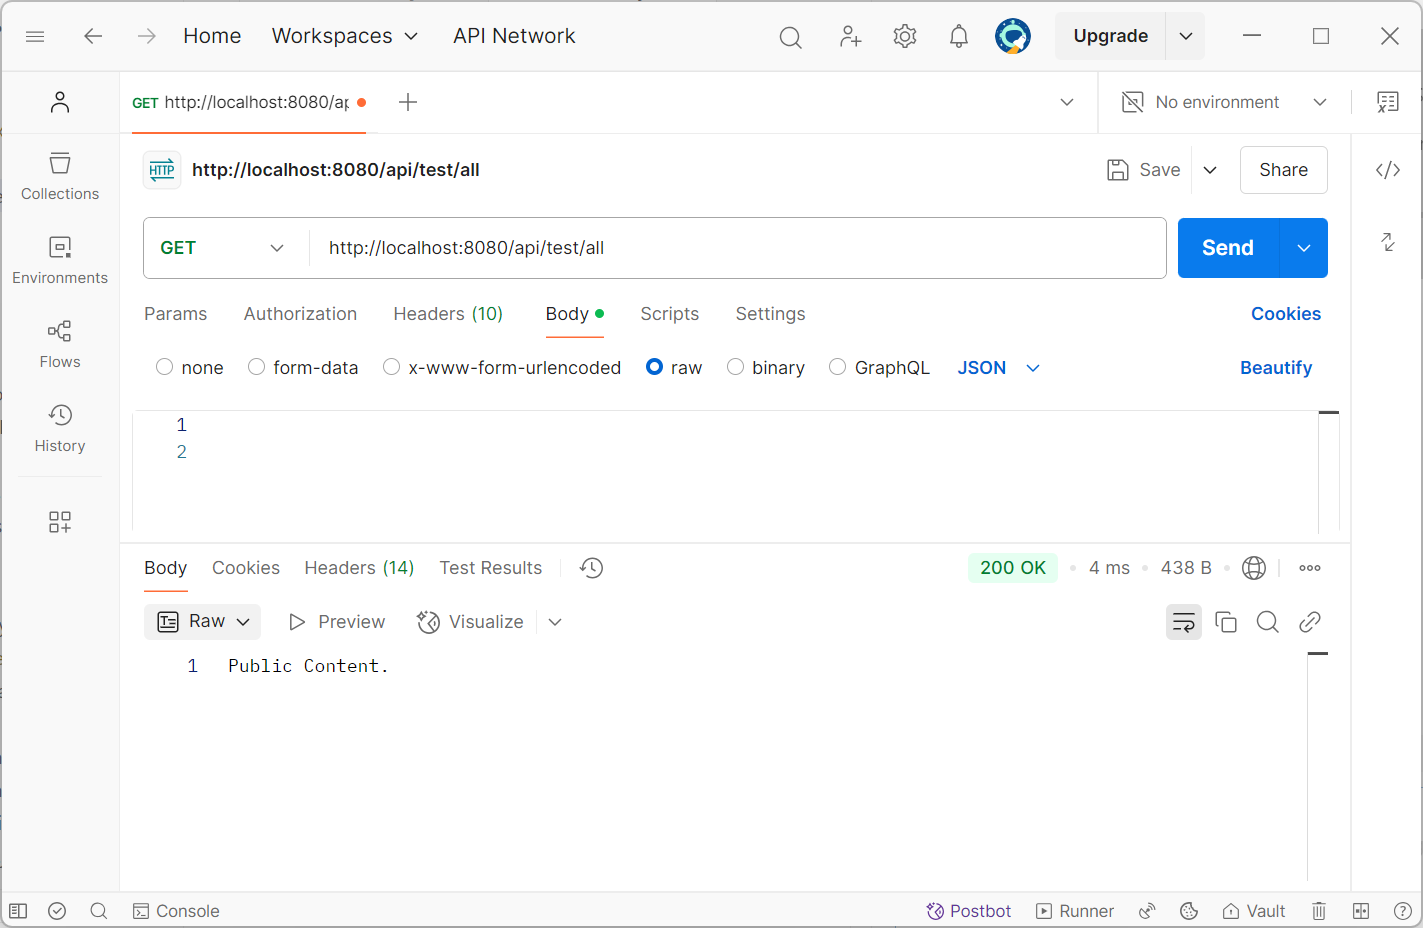 Home Workspaces API Network Upgrade
GET http://localhost:8080/ap No environment
HTTP http://localhost:8080/api/test/all Save Share
Collections
Environments
Flows
History
GET http://localhost:8080/api/test/all Send
Params Authorization Headers (10) Body Scripts Settings Cookies
none form-data x-www-form-urlencoded raw binary GraphQL JSON Beautify
1
2
Body Cookies Headers (14) Test Results 200 OK 4 ms 438 B
Raw Preview Visualize
1 Public Content.
Console Postbot Runner Vault